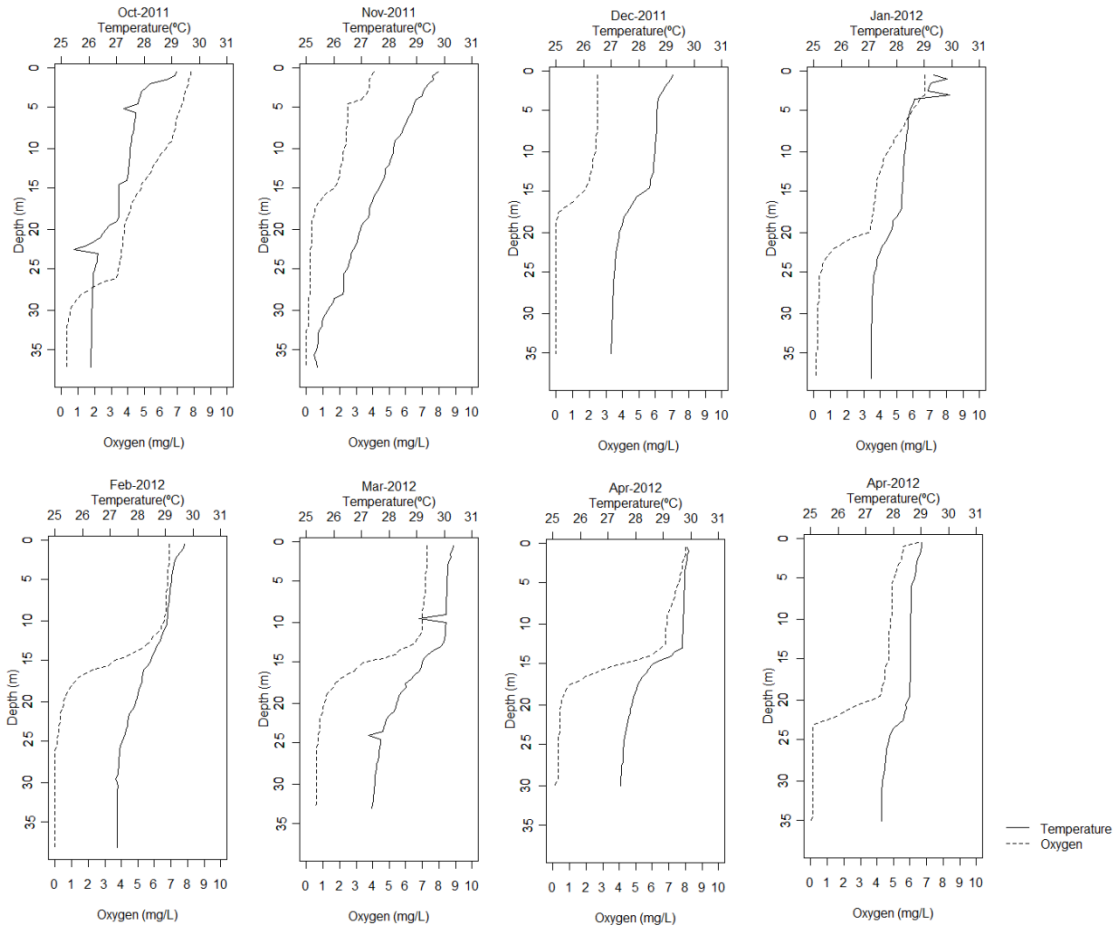 Oct-2011
Temperature(ºC)
25 26 27 28 29 30 31
Depth (m)
0
5
10
15
20
25
30
35
0 1 2 3 4 5 6 7 8 9 10
Oxygen (mg/L)
Nov-2011
Temperature(ºC)
25 26 27 28 29 30 31
Depth (m)
0
5
10
15
20
25
30
35
0 1 2 3 4 5 6 7 8 9 10
Oxygen (mg/L)
Dec-2011
Temperature(ºC)
25 26 27 28 29 30 31
Depth (m)
0
5
10
15
20
25
30
35
0 1 2 3 4 5 6 7 8 9 10
Oxygen (mg/L)
Jan-2012
Temperature(ºC)
25 26 27 28 29 30 31
Depth (m)
0
5
10
15
20
25
30
35
0 1 2 3 4 5 6 7 8 9 10
Oxygen (mg/L)
Feb-2012
Temperature(ºC)
25 26 27 28 29 30 31
Depth (m)
0
5
10
15
20
25
30
35
0 1 2 3 4 5 6 7 8 9 10
Oxygen (mg/L)
Mar-2012
Temperature(ºC)
25 26 27 28 29 30 31
Depth (m)
0
5
10
15
20
25
30
35
0 1 2 3 4 5 6 7 8 9 10
Oxygen (mg/L)
Apr-2012
Temperature(ºC)
25 26 27 28 29 30 31
Depth (m)
0
5
10
15
20
25
30
35
0 1 2 3 4 5 6 7 8 9 10
Oxygen (mg/L)
Apr-2012
Temperature(ºC)
25 26 27 28 29 30 31
Depth (m)
0
5
10
15
20
25
30
35
0 1 2 3 4 5 6 7 8 9 10
Oxygen (mg/L)
Temperature
Oxygen